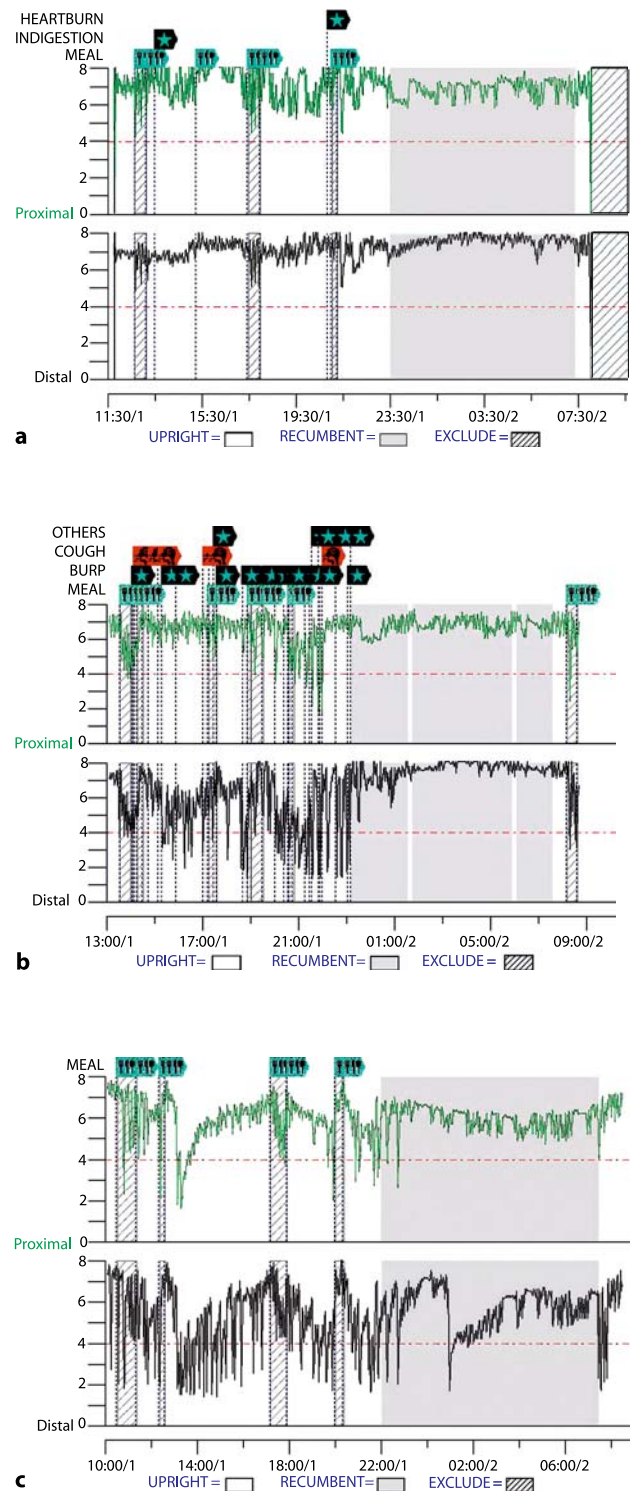 HEARTBURN
INDIGESTION
MEAL
8
6
4
2
Proximal 0
8
6
4
2
Distal 0
11:30/1 15:30/1 19:30/1 23:30/1 03:30/2 07:30/2
a UPRIGHT= RECUMBENT= EXCLUDE=
OTHERS
COUGH
BURP
MEAL
8
6
4
2
Proximal 0
8
6
4
2
Distal 0
13:00/1 17:00/1 21:00/1 01:00/2 05:00/2 09:00/2
b UPRIGHT= RECUMBENT= EXCLUDE=
MEAL
8
6
4
2
Proximal 0
8
6
4
2
Distal 0
10:00/1 14:00/1 18:00/1 22:00/1 02:00/2 06:00/2
c UPRIGHT= RECUMBENT= EXCLUDE=